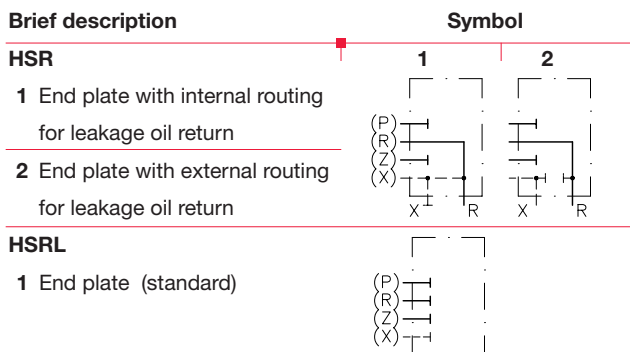 Brief description Symbol
HSR 1 2
1 End plate with internal routing
for leakage oil return
2 End plate with external routing
for leakage oil return
(P)
(R)
(Z)
(X)
X R X R
HSRL
1 End plate (standard)
(P)
(R)
(Z)
(X)